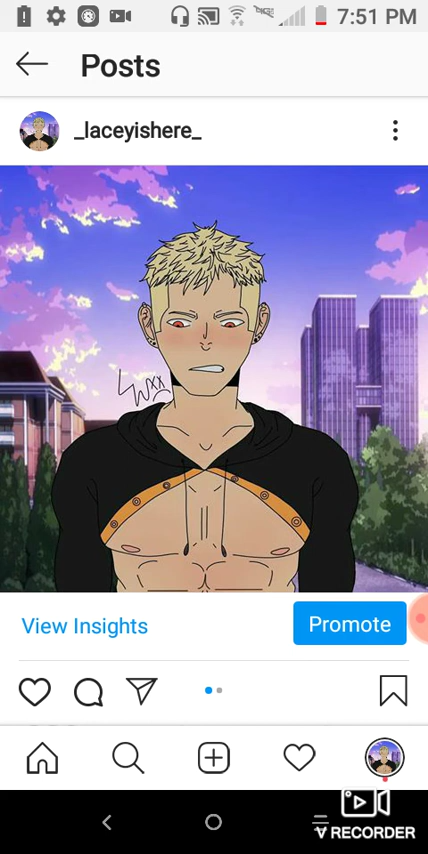 7:51 PM
Posts
_laceyishere_
View Insights
Promote
RECORDER